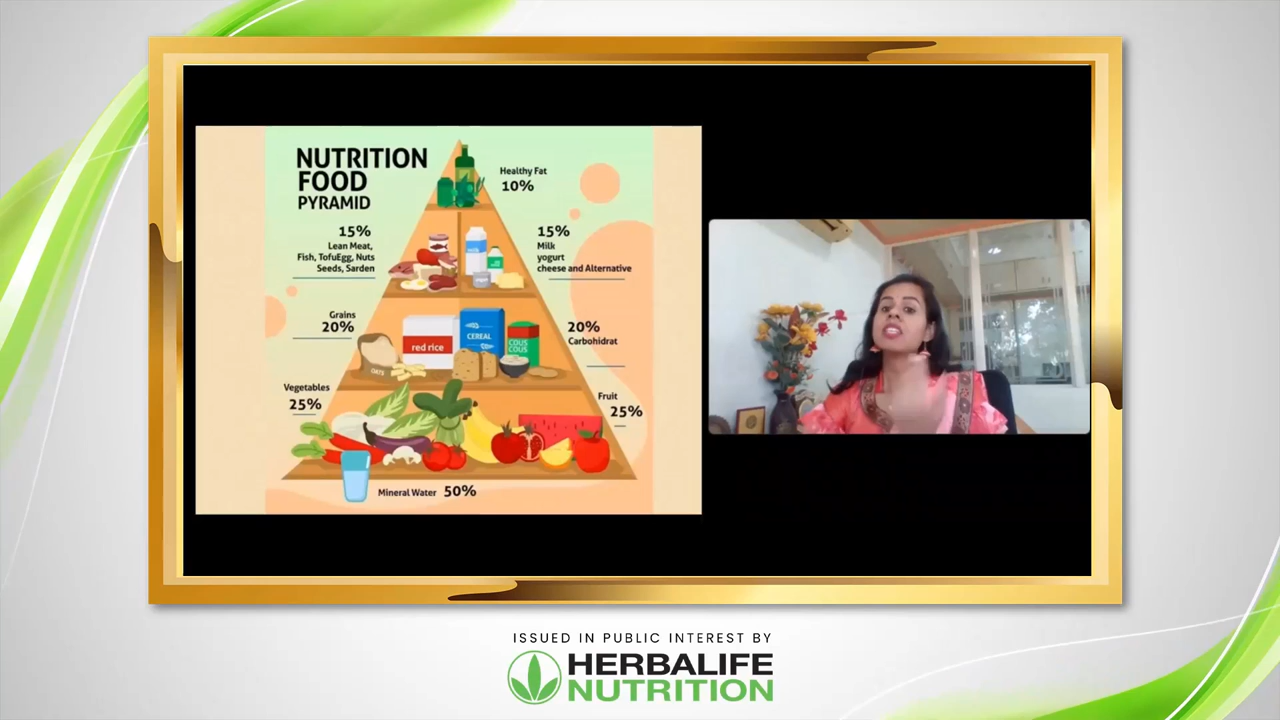 NUTRITION
FOOD
PYRAMID
Healthy Fat
10%
15%
Lean Meat,
Fish, TofuEgg, Nuts
Seeds, Sarden
15%
Milk
yogurt
cheese and Alternative
Grains
20%
20%
Carbohidrat
red rice
CEREAL
COUS
COUS
OATS
Vegetables
25%
Fruit
25%
Mineral Water 50%
ISSUED IN PUBLIC INTEREST BY
HERBALIFE
NUTRITION